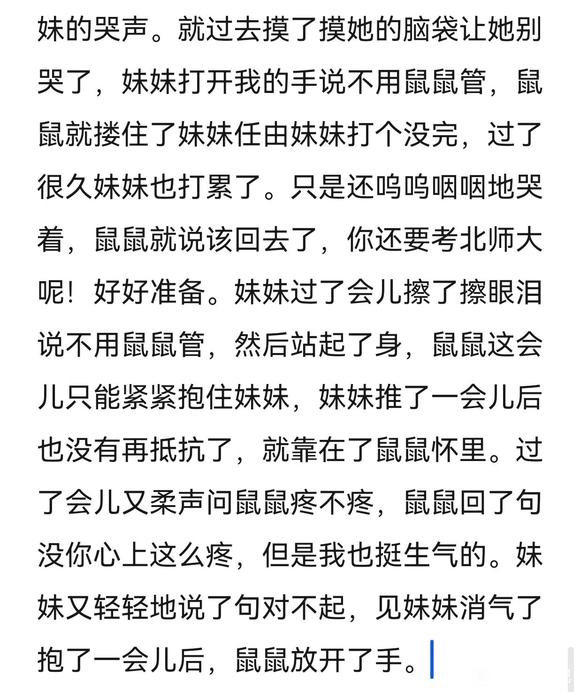 妹的哭声。就过去摸了摸她的脑袋让她别
哭了，妹妹打开我的手说不用鼠鼠管，鼠
鼠就搂住了妹妹任由妹妹打个没完，过了
很久妹妹也打累了。只是还呜呜咽咽地哭
着，鼠鼠就说该回去了，你还要考北师大
呢！好好准备。妹妹过了会儿擦了擦眼泪
说不用鼠鼠管，然后站起了身，鼠鼠这会
儿只能紧紧抱住妹妹，妹妹推了一会儿后
也没有再抵抗了，就靠在了鼠鼠怀里。过
了会儿又柔声问鼠鼠疼不疼，鼠鼠回了句
没你心上这么疼，但是我也挺生气的。妹
妹又轻轻地说了句对不起，见妹妹消气了
抱了一会儿后，鼠鼠放开了手。